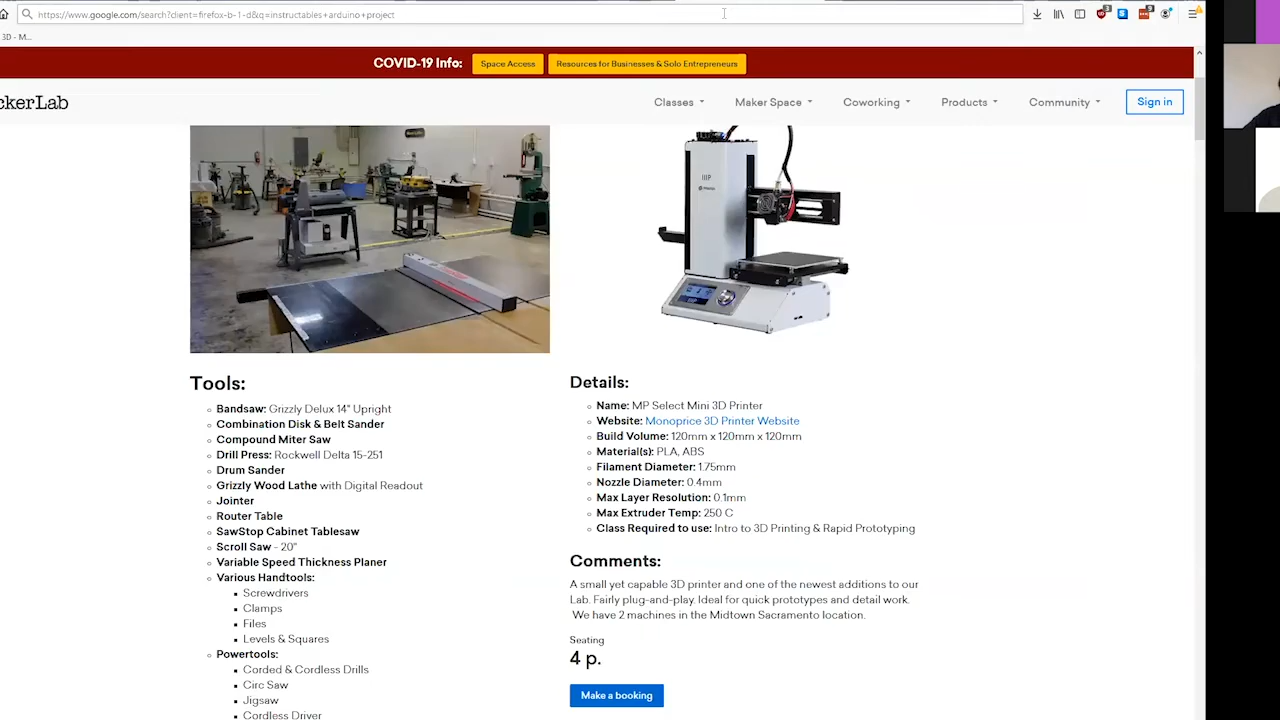 https://www.google.com/search?client=firefox-b-1-d&q=instructables+arduino+project
3D - M...
COVID-19 Info:
Space Access
Resources for Businesses & Solo Entrepreneurs
ckerLab
Classes
Maker Space
Coworking
Products
Community
Sign in
IIIP
Tools:
Bandsaw: Grizzly Delux 14" Upright
Combination Disk & Belt Sander
Compound Miter Saw
Drill Press: Rockwell Delta 15-251
Drum Sander
Grizzly Wood Lathe with Digital Readout
Jointer
Router Table
SawStop Cabinet Tablesaw
Scroll Saw - 20"
Variable Speed Thickness Planer
Various Handtools:
Screwdrivers
Clamps
Files
Levels & Squares
Powertools:
Corded & Cordless Drills
Circ Saw
Jigsaw
Cordless Driver
Details:
Name: MP Select Mini 3D Printer
Website: Monoprice 3D Printer Website
Build Volume: 120mm x 120mm x 120mm
Material(s): PLA, ABS
Filament Diameter: 1.75mm
Nozzle Diameter: 0.4mm
Max Layer Resolution: 0.1mm
Max Extruder Temp: 250 C
Class Required to use: Intro to 3D Printing & Rapid Prototyping
Comments:
A small yet capable 3D printer and one of the newest additions to our
Lab. Fairly plug-and-play. Ideal for quick prototypes and detail work.
We have 2 machines in the Midtown Sacramento location.
Seating
4 p.
Make a booking